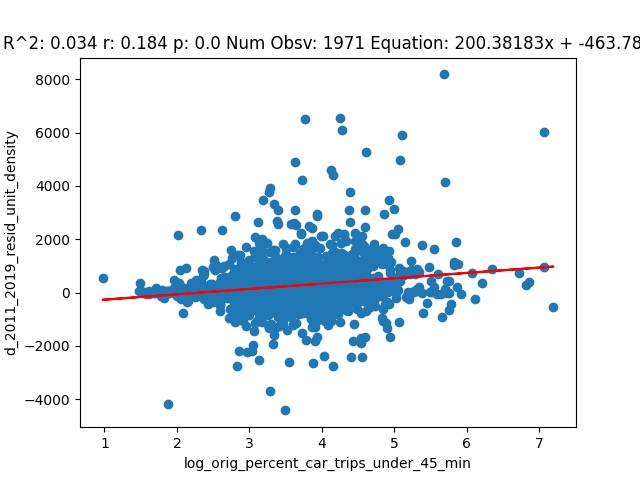 R^2: 0.034 r: 0.184 p: 0.0 Num Obsv: 1971 Equation: 200.38183x + -463.78
8000
6000
4000
2000
0
−2000
−4000
d_2011_2019_resid_unit_density
1 2 3 4 5 6 7
log_orig_percent_car_trips_under_45_min